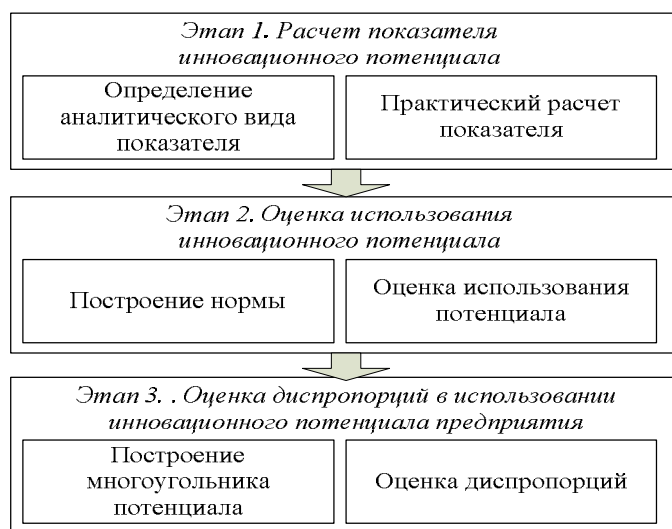 Этап 1. Расчет показателя
инновационного потенциала
Определение
аналитического вида
показателя
Практический расчет
показателя
Этап 2. Оценка использования
инновационного потенциала
Построение нормы
Оценка использования
потенциала
Этап 3. . Оценка диспропорций в использовании
инновационного потенциала предприятия
Построение
многоугольника
потенциала
Оценка диспропорций